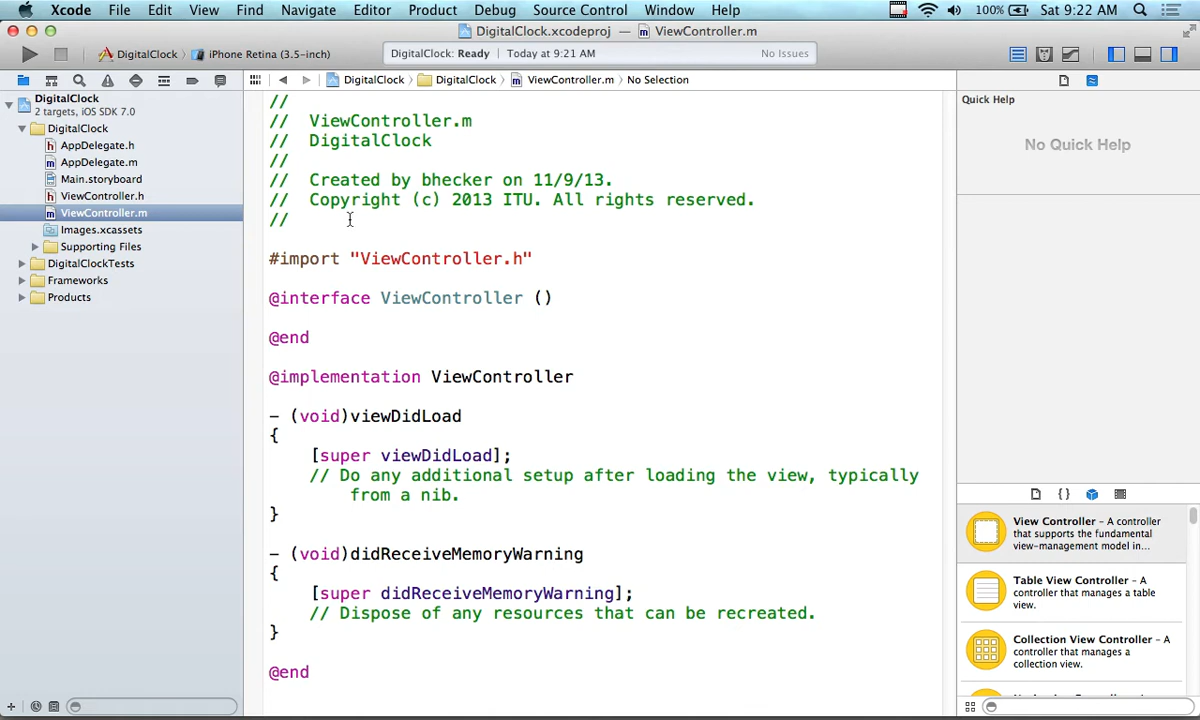 Xcode File Edit View Find Navigate Editor Product Debug Source Control Window Help 100% Sat 9:22 AM
DigitalClock.xcodeproj — ViewController.m
DigitalClock iPhone Retina (3.5-inch) DigitalClock: Ready Today at 9:21 AM No Issues
DigitalClock DigitalClock ViewController.m No Selection
DigitalClock
2 targets, iOS SDK 7.0
DigitalClock
AppDelegate.h
AppDelegate.m
Main.storyboard
ViewController.h
ViewController.m
Images.xcassets
Supporting Files
DigitalClockTests
Frameworks
Products
//
// ViewController.m
// DigitalClock
//
// Created by bhecker on 11/9/13.
// Copyright (c) 2013 ITU. All rights reserved.
//
#import "ViewController.h"
@interface ViewController ()
@end
@implementation ViewController
- (void)viewDidLoad
{
[super viewDidLoad];
// Do any additional setup after loading the view, typically
from a nib.
}
- (void)didReceiveMemoryWarning
{
[super didReceiveMemoryWarning];
// Dispose of any resources that can be recreated.
}
@end
Quick Help
No Quick Help
{ }
View Controller - A controller
that supports the fundamental
view-management model in...
Table View Controller - A
controller that manages a table
view.
Collection View Controller - A
controller that manages a
collection view.